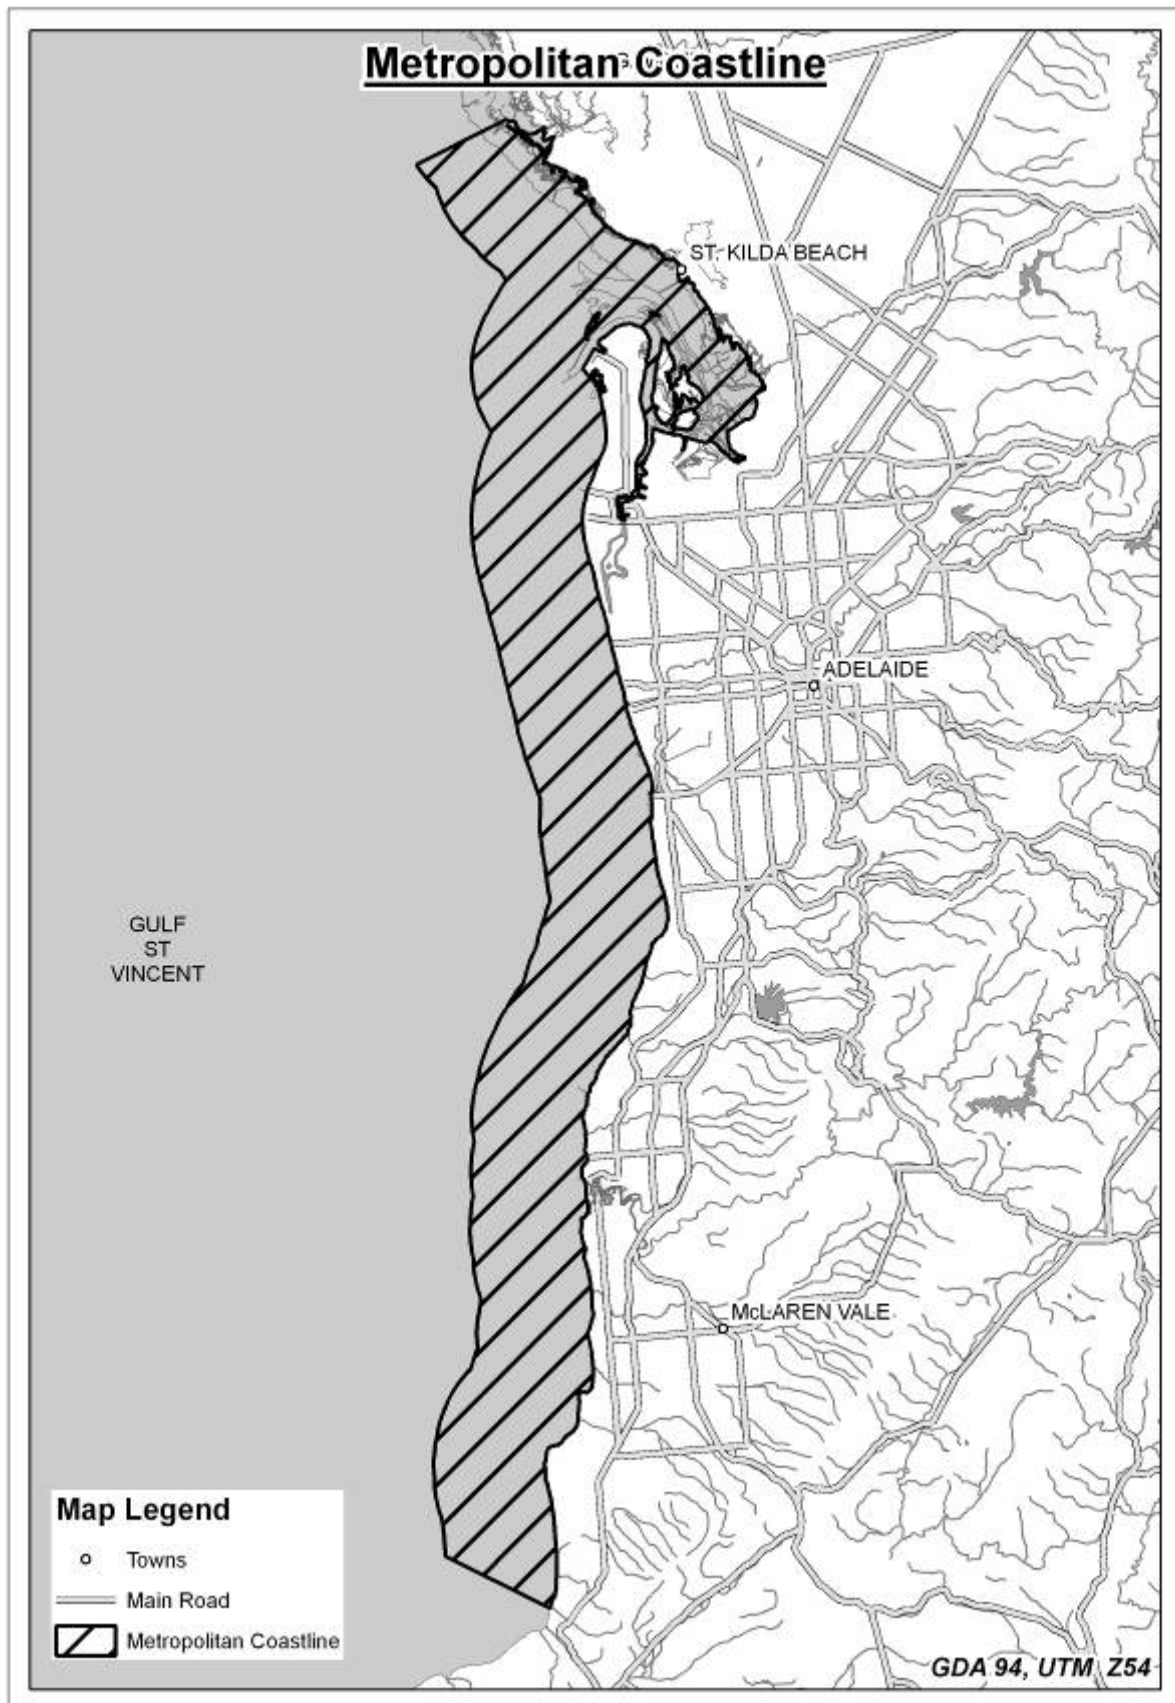 Metropolitan Coastline
ST. KILDA BEACH
ADELAIDE
GULF
ST
VINCENT
McLAREN VALE
Map Legend
Towns
Main Road
Metropolitan Coastline
GDA 94, UTM Z54